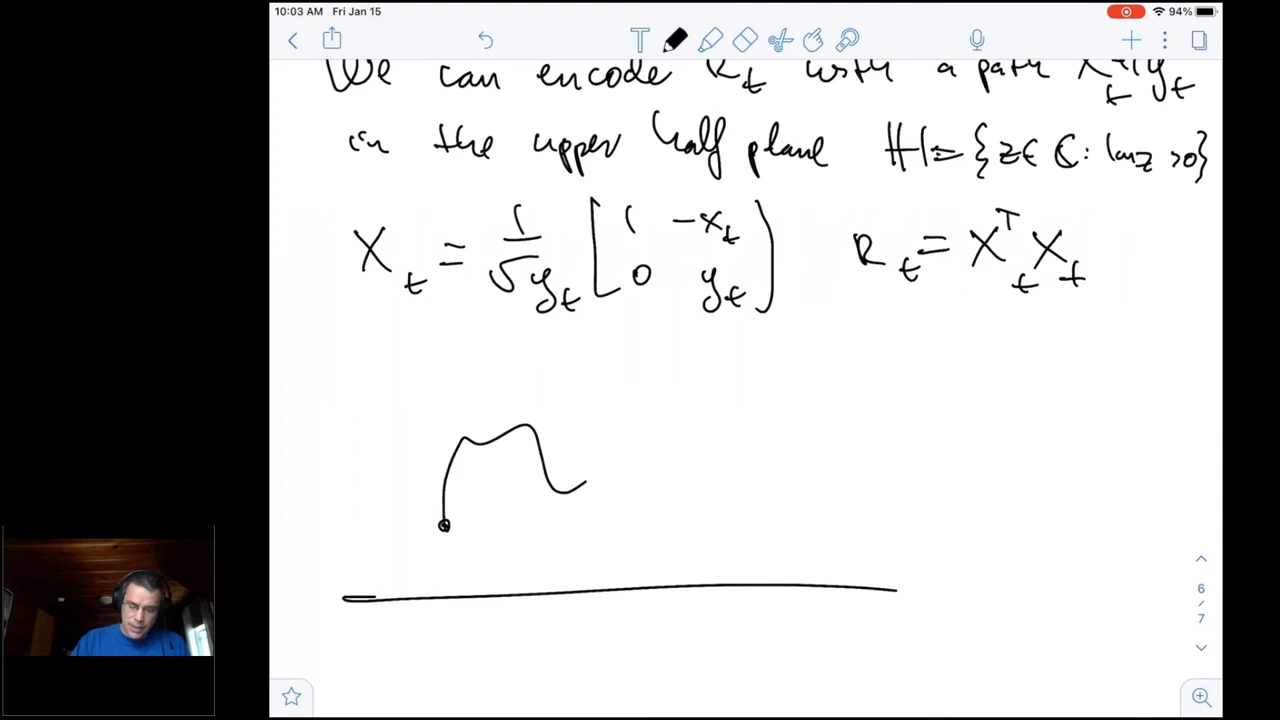 10:03 AM Fri Jan 15
94%
We can encode R_t with a path x_t+iy_t
in the upper half plane ℍ={z∈ ℂ: Im z >0}
X_t = 1/√y_t [1 -x_t; 0 y_t] R_t = X_t^T X_t
6
/
7